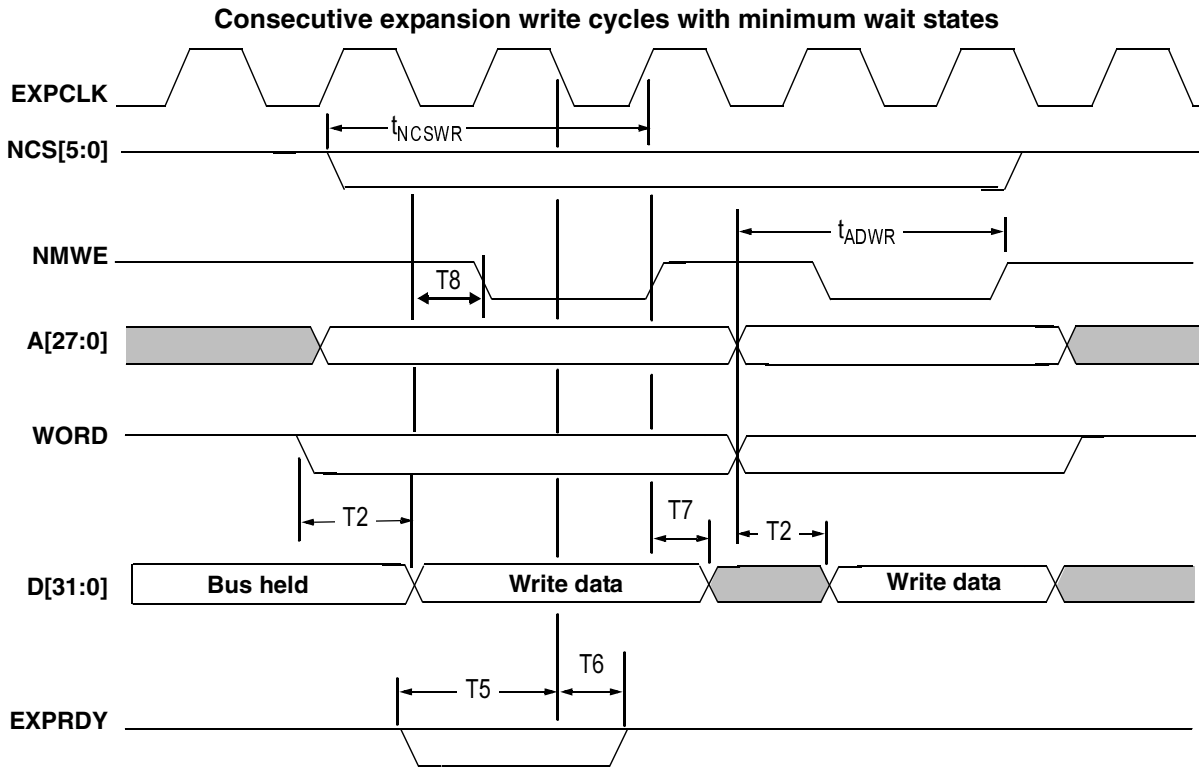 Consecutive expansion write cycles with minimum wait states
EXPCLK
tNCSWR
NCS[5:0]
tADWR
NMWE
T8
A[27:0]
WORD
T2
T7
T2
D[31:0]
Bus held
Write data
Write data
T5
T6
EXPRDY